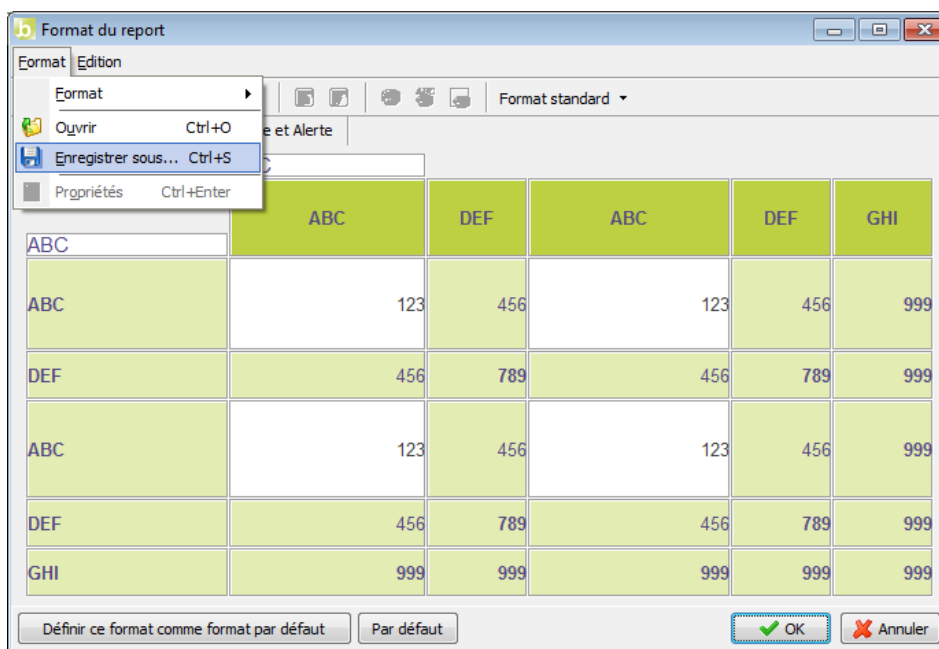 Format du report
Format Edition
Format
Ouvrir Ctrl+O
Enregistrer sous... Ctrl+S
Propriétés Ctrl+Enter
Format standard
e et Alerte
C
ABC
ABC DEF ABC DEF GHI
ABC 123 456 123 456 999
DEF 456 789 456 789 999
ABC 123 456 123 456 999
DEF 456 789 456 789 999
GHI 999 999 999 999 999
Définir ce format comme format par défaut Par défaut OK Annuler